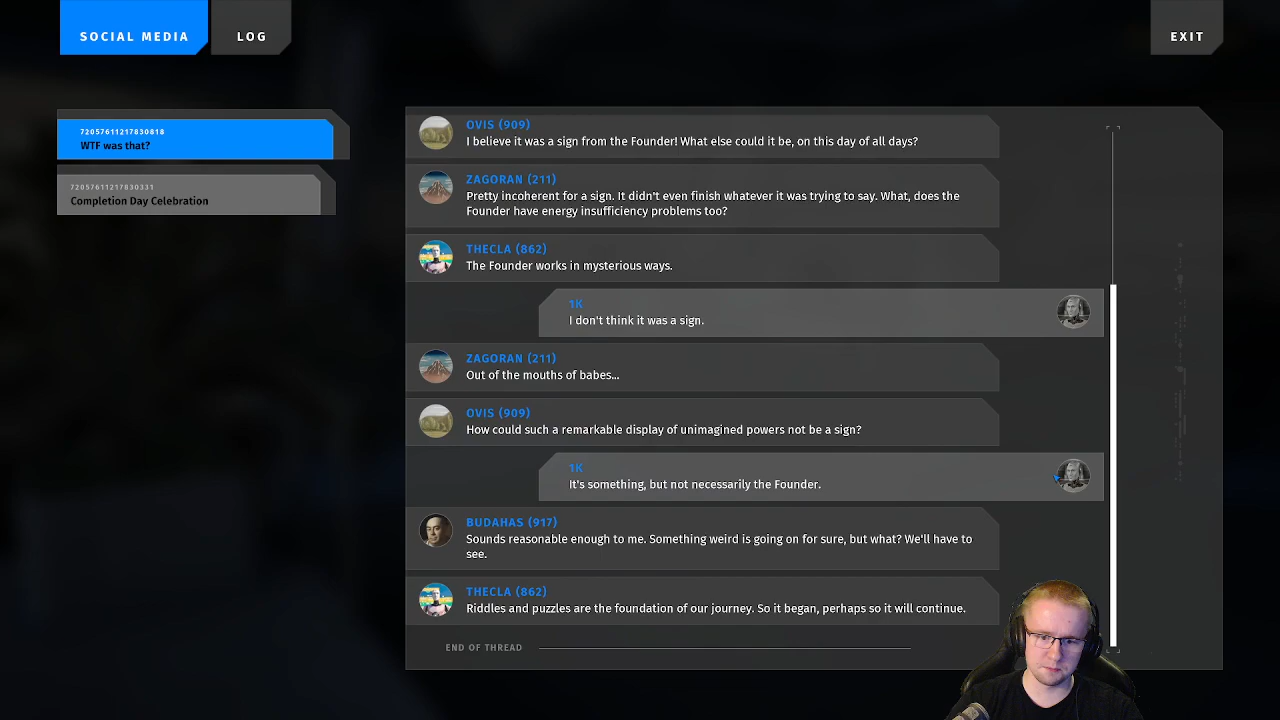 SOCIAL MEDIA
LOG
EXIT
72057611217830818
WTF was that?
72057611217830331
Completion Day Celebration
OVIS (909)
I believe it was a sign from the Founder! What else could it be, on this day of all days?
ZAGORAN (211)
Pretty incoherent for a sign. It didn't even finish whatever it was trying to say. What, does the
Founder have energy insufficiency problems too?
THECLA (862)
The Founder works in mysterious ways.
1K
I don't think it was a sign.
ZAGORAN (211)
Out of the mouths of babes...
OVIS (909)
How could such a remarkable display of unimagined powers not be a sign?
1K
It's something, but not necessarily the Founder.
BUDAHAS (917)
Sounds reasonable enough to me. Something weird is going on for sure, but what? We'll have to
see.
THECLA (862)
Riddles and puzzles are the foundation of our journey. So it began, perhaps so it will continue.
END OF THREAD